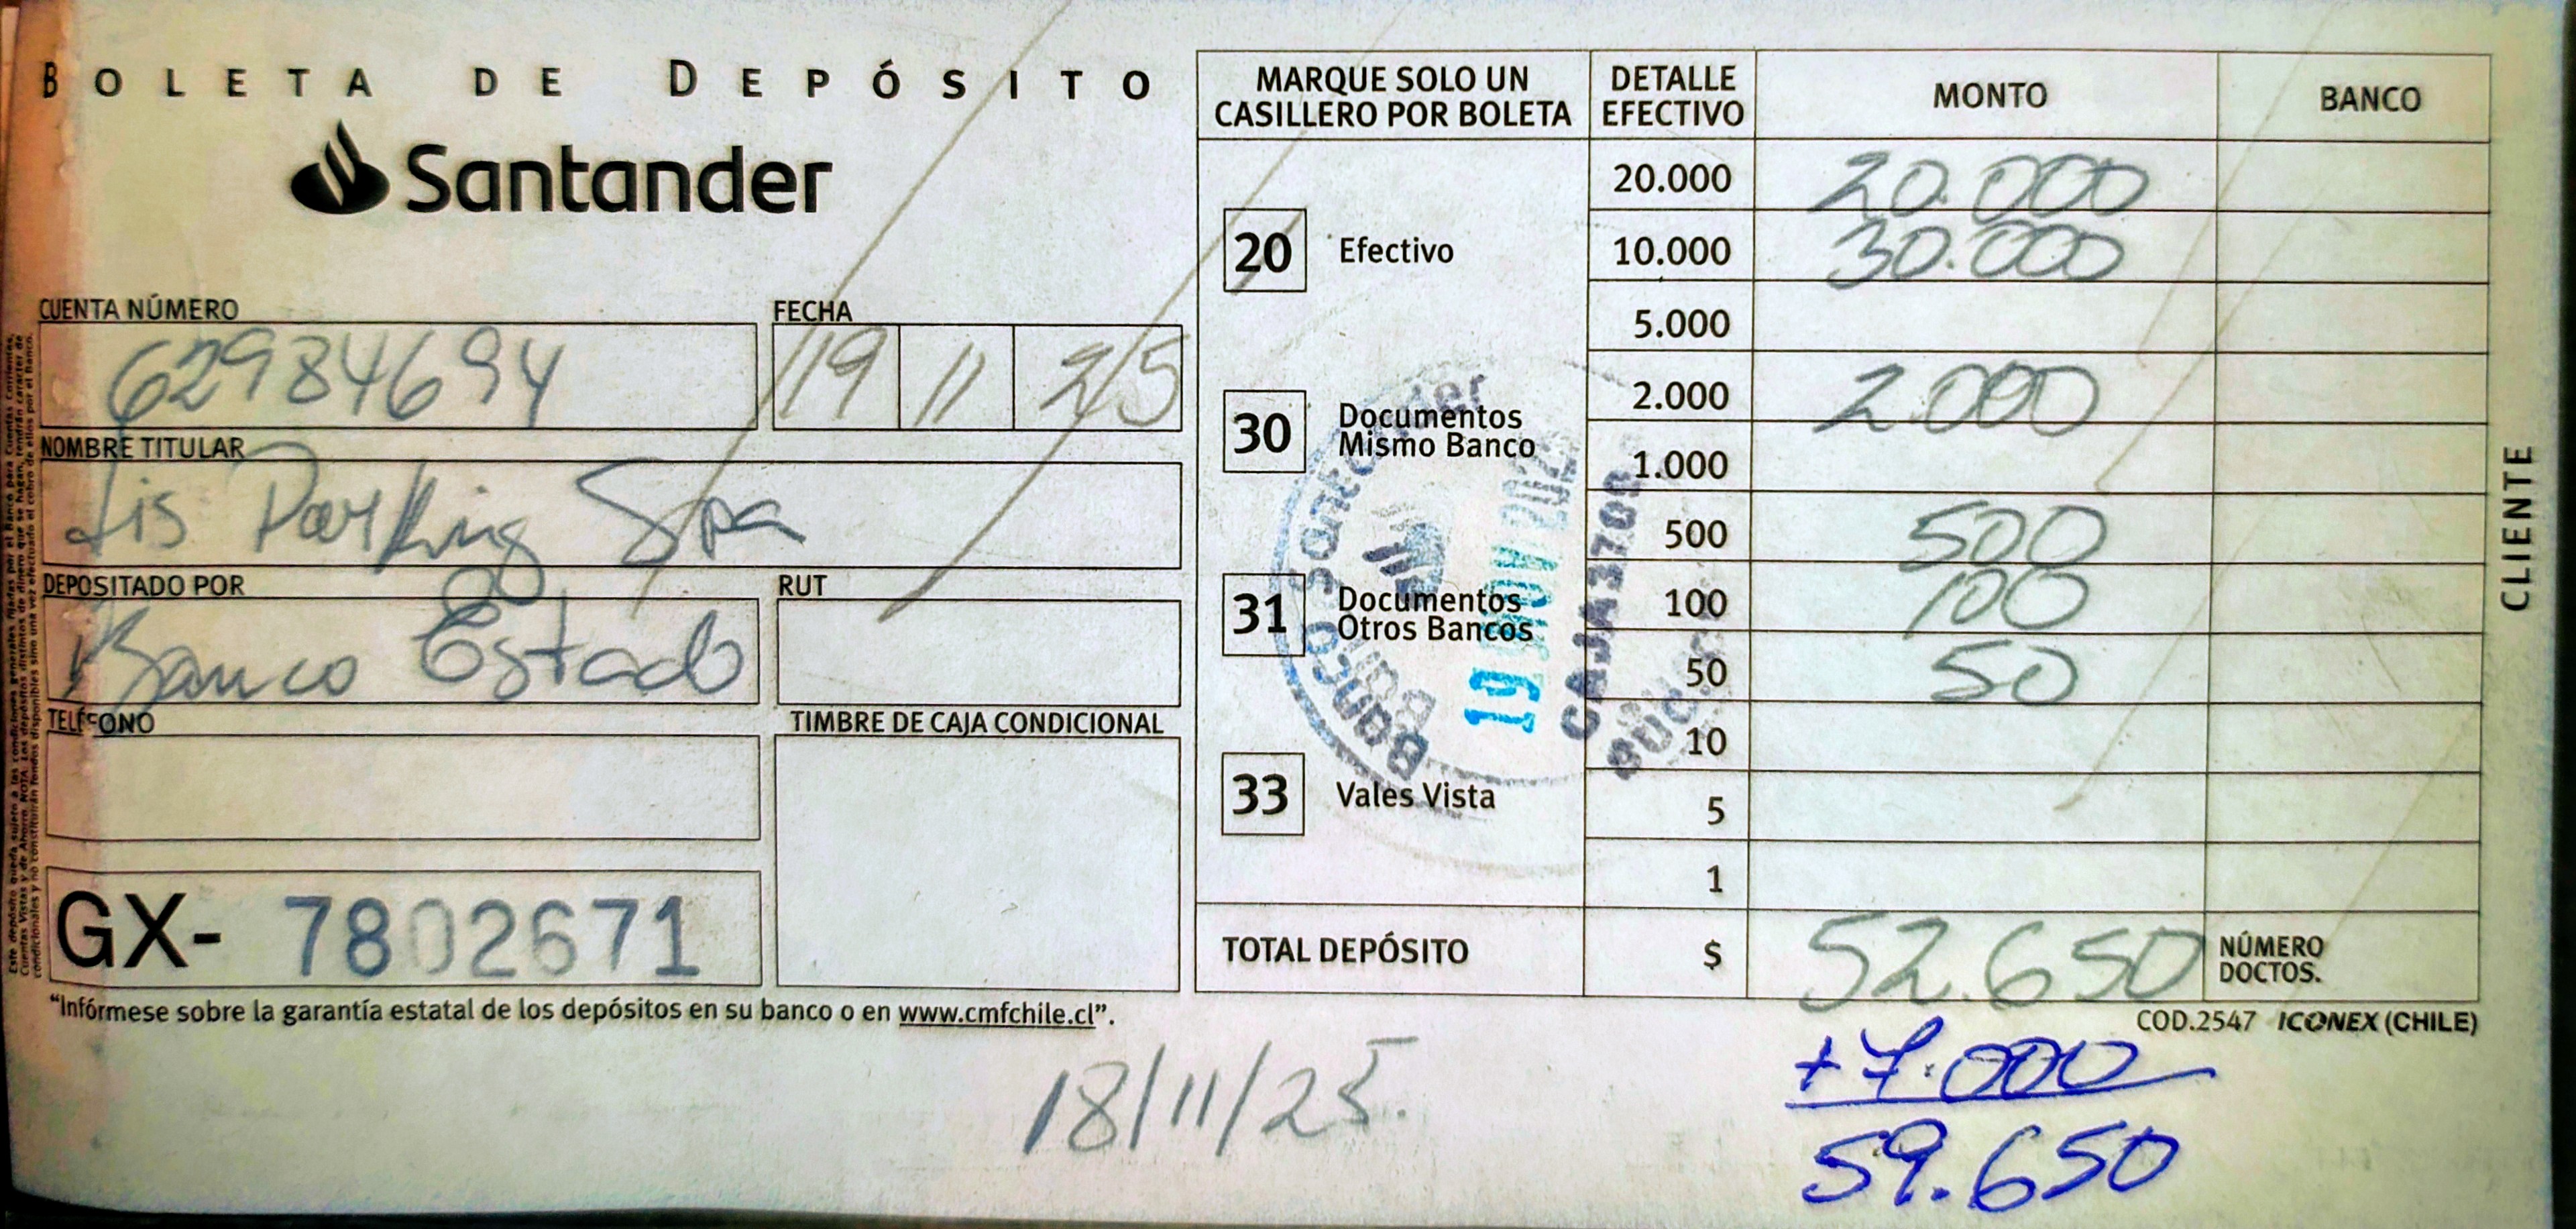 BOLETA DE DEPÓSITO
Santander
CUENTA NÚMERO
62984694
FECHA
19 11 25
NOMBRE TITULAR
Lis Parking Spa
DEPOSITADO POR
Banco Estado
RUT
TELÉFONO
TIMBRE DE CAJA CONDICIONAL
GX- 7802671
“Infórmese sobre la garantía estatal de los depósitos en su banco o en www.cmfchile.cl”.
18/11/25.
MARQUE SOLO UN
CASILLERO POR BOLETA
20 Efectivo
30 Documentos
Mismo Banco
31 Documentos
Otros Bancos
33 Vales Vista
Banco Santander
19 NOV
CAJA
DETALLE
EFECTIVO
MONTO
BANCO
20.000 20.000
10.000 30.000
5.000
2.000 2.000
1.000
500 500
100 100
50 50
10
5
1
TOTAL DEPÓSITO $ 52.650
NÚMERO
DOCTOS.
COD.2547 ICONEX (CHILE)
+7.000
59.650
CLIENTE